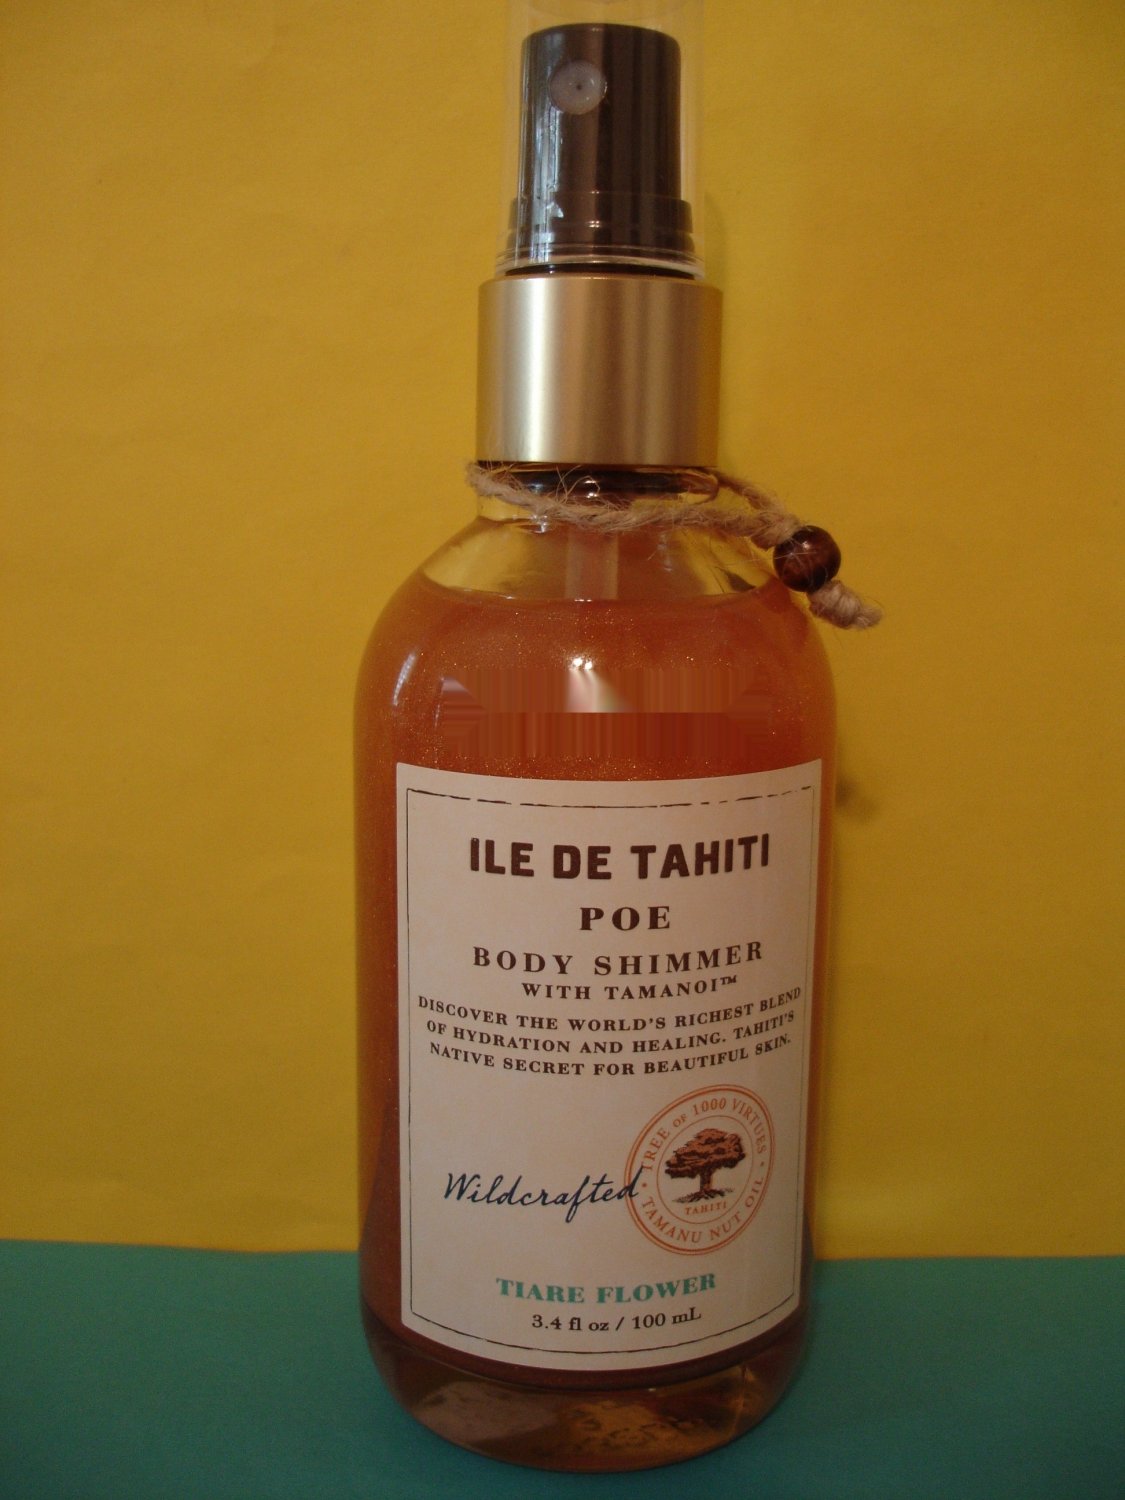 ILE DE TAHITI
POE
BODY SHIMMER
WITH TAMANOI™
DISCOVER THE WORLD'S RICHEST BLEND
OF HYDRATION AND HEALING. TAHITI'S
NATIVE SECRET FOR BEAUTIFUL SKIN.
TREE OF 1000 VIRTUES
TAHITI
• TAMANU NUT OIL •
Wildcrafted
TIARE FLOWER
3.4 fl oz / 100 mL